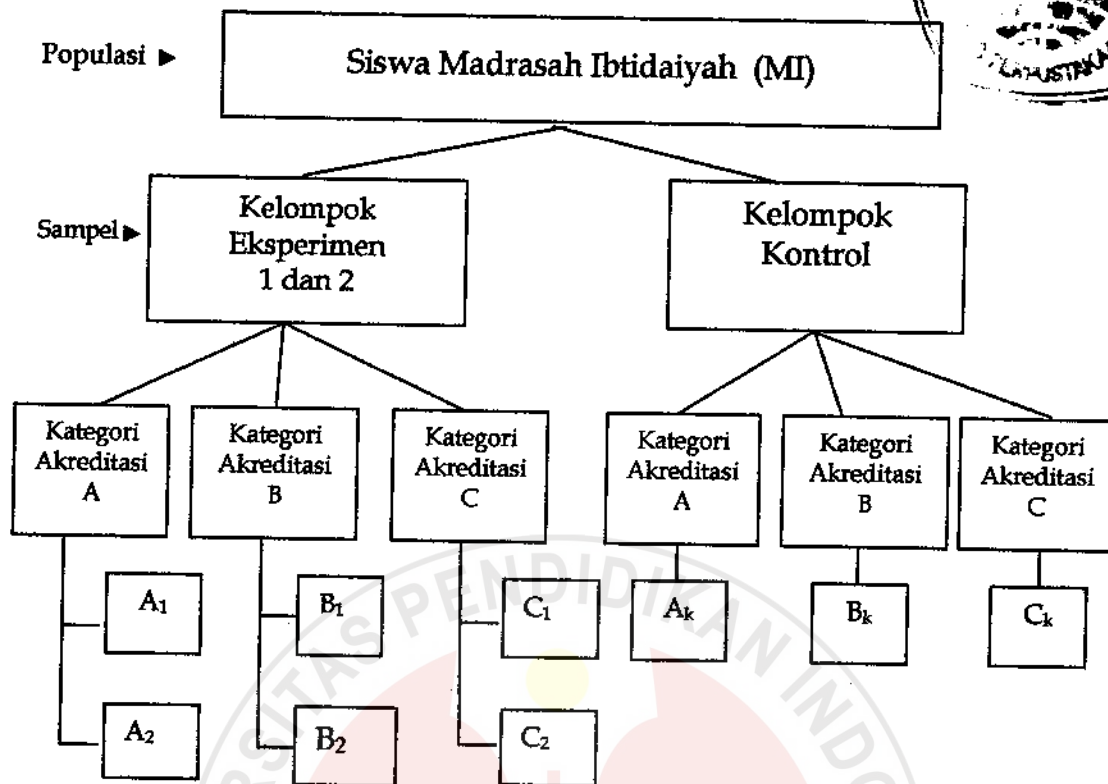 Populasi ►
Siswa Madrasah Ibtidaiyah (MI)
Sampel ►
Kelompok
Eksperimen
1 dan 2
Kelompok
Kontrol
Kategori
Akreditasi
A
Kategori
Akreditasi
B
Kategori
Akreditasi
C
Kategori
Akreditasi
A
Kategori
Akreditasi
B
Kategori
Akreditasi
C
A₁
B₁
C₁
Aₖ
Bₖ
Cₖ
A₂
B₂
C₂